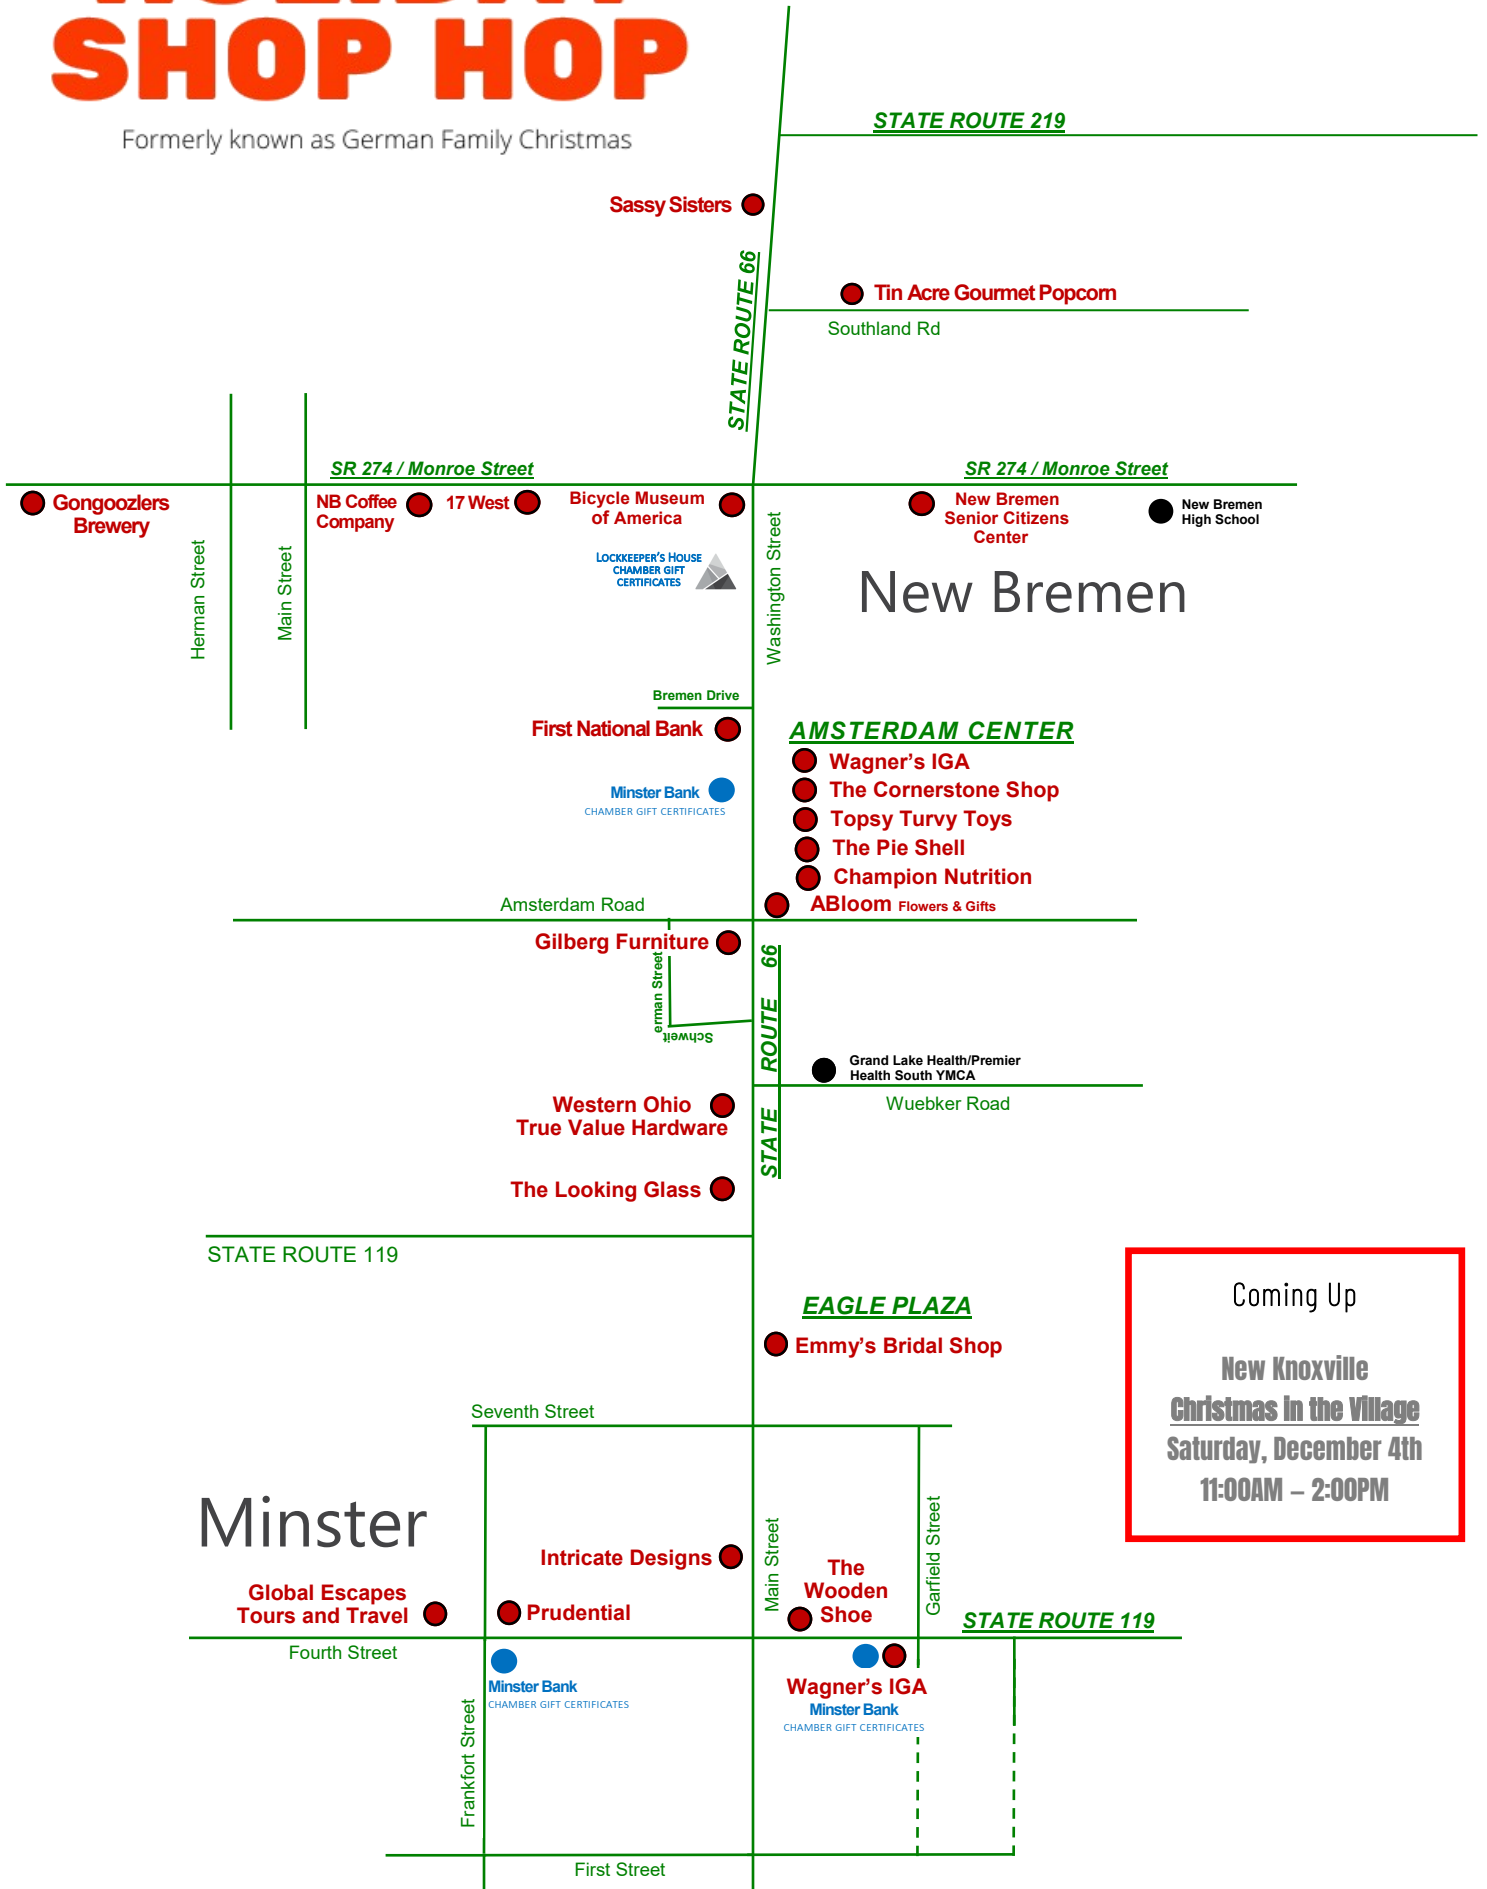 HOLIDAY
SHOP HOP
Formerly known as German Family Christmas
STATE ROUTE 219
Sassy Sisters
STATE ROUTE 66
Tin Acre Gourmet Popcorn
Southland Rd
SR 274 / Monroe Street
SR 274 / Monroe Street
Gongoozlers
Brewery
NB Coffee
Company
17 West
Bicycle Museum
of America
New Bremen
Senior Citizens
Center
New Bremen
High School
Herman Street
Main Street
LOCKKEEPER'S HOUSE
CHAMBER GIFT
CERTIFICATES
Washington Street
New Bremen
Bremen Drive
First National Bank
Minster Bank
CHAMBER GIFT CERTIFICATES
AMSTERDAM CENTER
Wagner's IGA
The Cornerstone Shop
Topsy Turvy Toys
The Pie Shell
Champion Nutrition
ABloom Flowers & Gifts
Amsterdam Road
Gilberg Furniture
erman Street
Schweit
STATE ROUTE 66
Grand Lake Health/Premier
Health South YMCA
Wuebker Road
Western Ohio
True Value Hardware
The Looking Glass
STATE ROUTE 119
EAGLE PLAZA
Emmy's Bridal Shop
Coming Up
New Knoxville
Christmas in the Village
Saturday, December 4th
11:00AM – 2:00PM
Seventh Street
Minster
Intricate Designs
Main Street
The
Wooden
Shoe
Garfield Street
Global Escapes
Tours and Travel
Prudential
STATE ROUTE 119
Fourth Street
Minster Bank
CHAMBER GIFT CERTIFICATES
Wagner's IGA
Minster Bank
CHAMBER GIFT CERTIFICATES
Frankfort Street
First Street